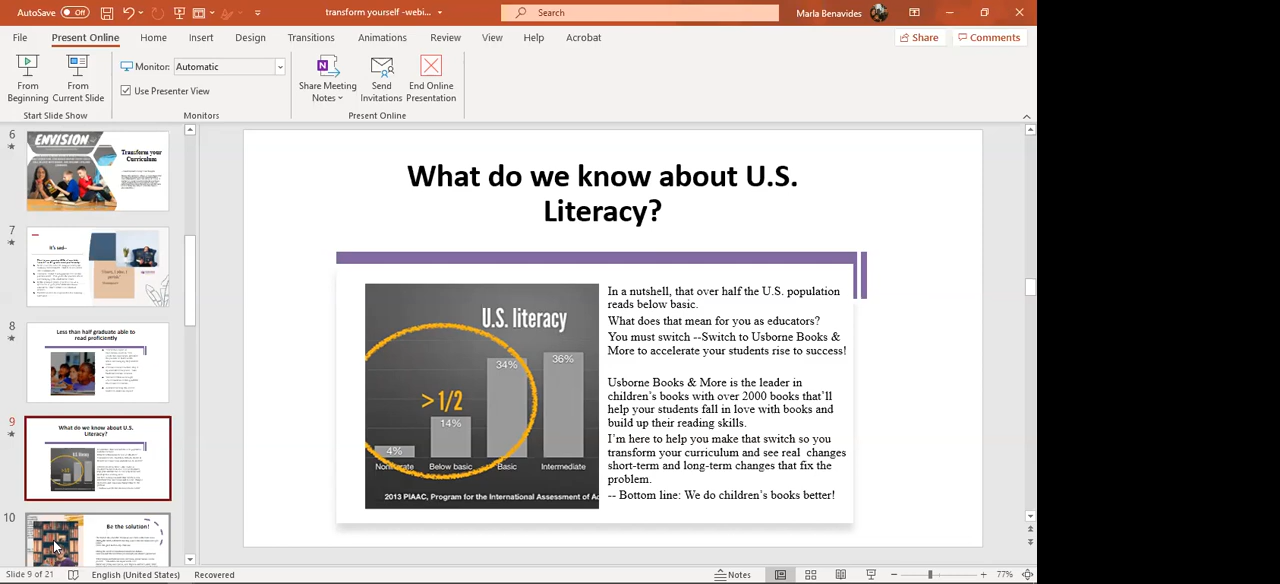 AutoSave Off
transform yourself -webi...
Search
Marla Benavides
File Present Online Home Insert Design Transitions Animations Review View Help Acrobat
Share Comments
From Beginning
From Current Slide
Monitor: Automatic
Use Presenter View
Share Meeting Notes
Send Invitations
End Online Presentation
Start Slide Show
Monitors
Present Online
6
ENVISION
Transform your
Curriculum
7
It's said--
8
Less than half graduate able to
read proficiently
9
What do we know about U.S.
Literacy?
10
Be the solution!
What do we know about U.S.
Literacy?
U.S. literacy
>1/2
4%
14%
34%
36%
Below basic
Basic
Intermediate
2013 PIAAC, Program for the International Assessment of
In a nutshell, that over half the U.S. population
reads below basic.
What does that mean for you as educators?
You must switch --Switch to Usborne Books &
More to accelerate your students rise to success!
Usborne Books & More is the leader in
children's books with over 2000 books that'll
help your students fall in love with books and
build up their reading skills.
I'm here to help you make that switch so you
transform your curriculum and see real changes
short-term and long-term changes that fix the
problem.
-- Bottom line: We do children's books better!
Slide 9 of 21
English (United States)
Recovered
Notes
77%